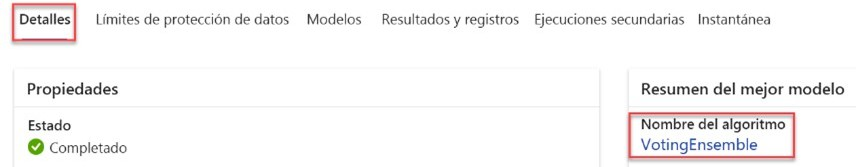 Detalles Límites de protección de datos Modelos Resultados y registros Ejecuciones secundarias Instantánea
Propiedades
Estado
Completado
Resumen del mejor modelo
Nombre del algoritmo
VotingEnsemble